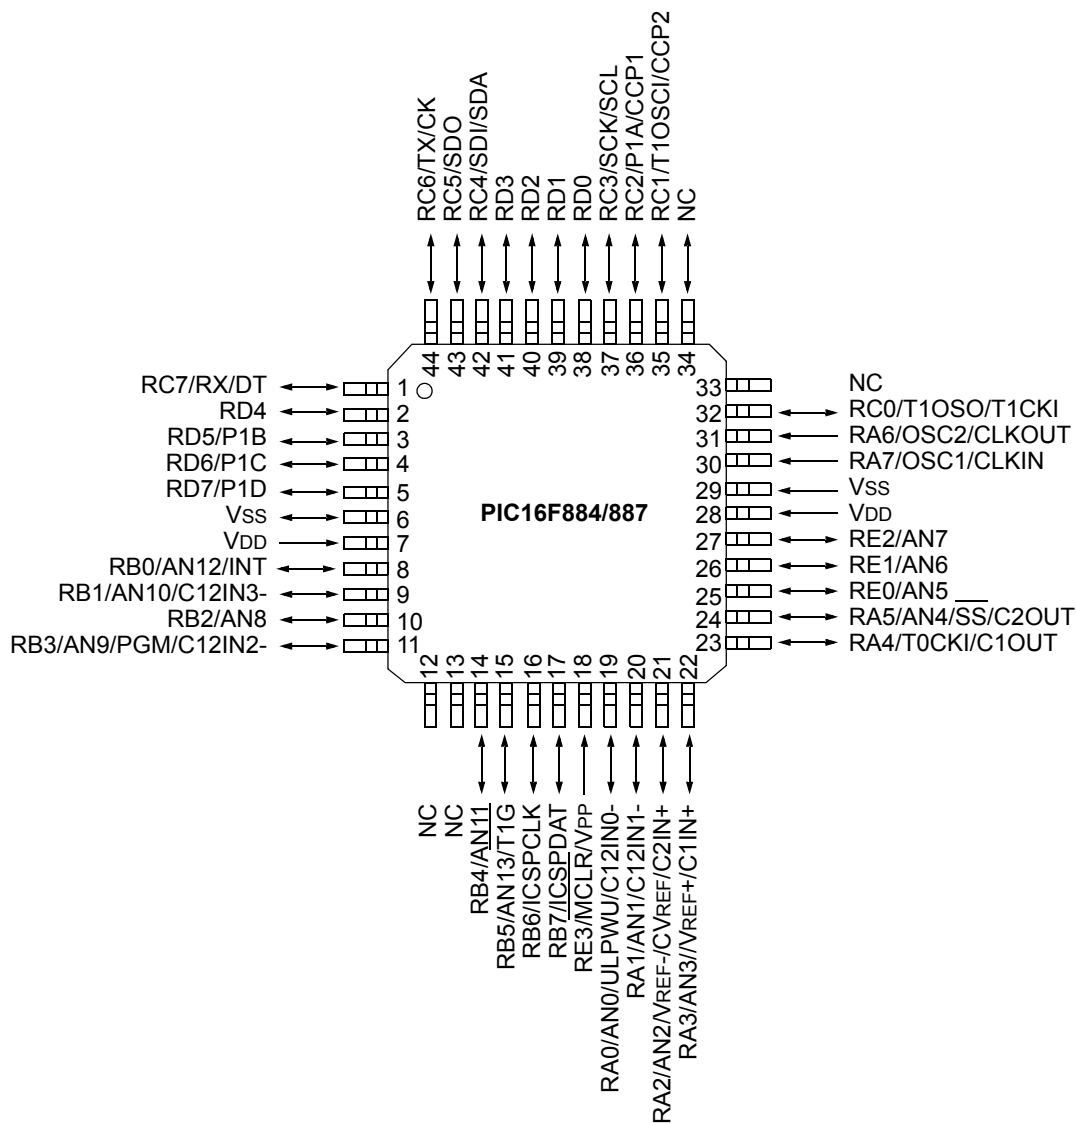 RC6/TX/CK
RC5/SDO
RC4/SDI/SDA
RD3
RD2
RD1
RD0
RC3/SCK/SCL
RC2/P1A/CCP1
RC1/T1OSCI/CCP2
NC
44
43
42
41
40
39
38
37
36
35
34
RC7/RX/DT 1
RD4 2
RD5/P1B 3
RD6/P1C 4
RD7/P1D 5
VSS 6
VDD 7
RB0/AN12/INT 8
RB1/AN10/C12IN3- 9
RB2/AN8 10
RB3/AN9/PGM/C12IN2- 11
PIC16F884/887
33 NC
32 RC0/T1OSO/T1CKI
31 RA6/OSC2/CLKOUT
30 RA7/OSC1/CLKIN
29 VSS
28 VDD
27 RE2/AN7
26 RE1/AN6
25 RE0/AN5
24 RA5/AN4/SS/C2OUT
23 RA4/T0CKI/C1OUT
12
13
14
15
16
17
18
19
20
21
22
NC
NC
RB4/AN11
RB5/AN13/T1G
RB6/ICSPCLK
RB7/ICSPDAT
RE3/MCLR/VPP
RA0/AN0/ULPWU/C12IN0-
RA1/AN1/C12IN1-
RA2/AN2/VREF-/CVREF/C2IN+
RA3/AN3//VREF+/C1IN+